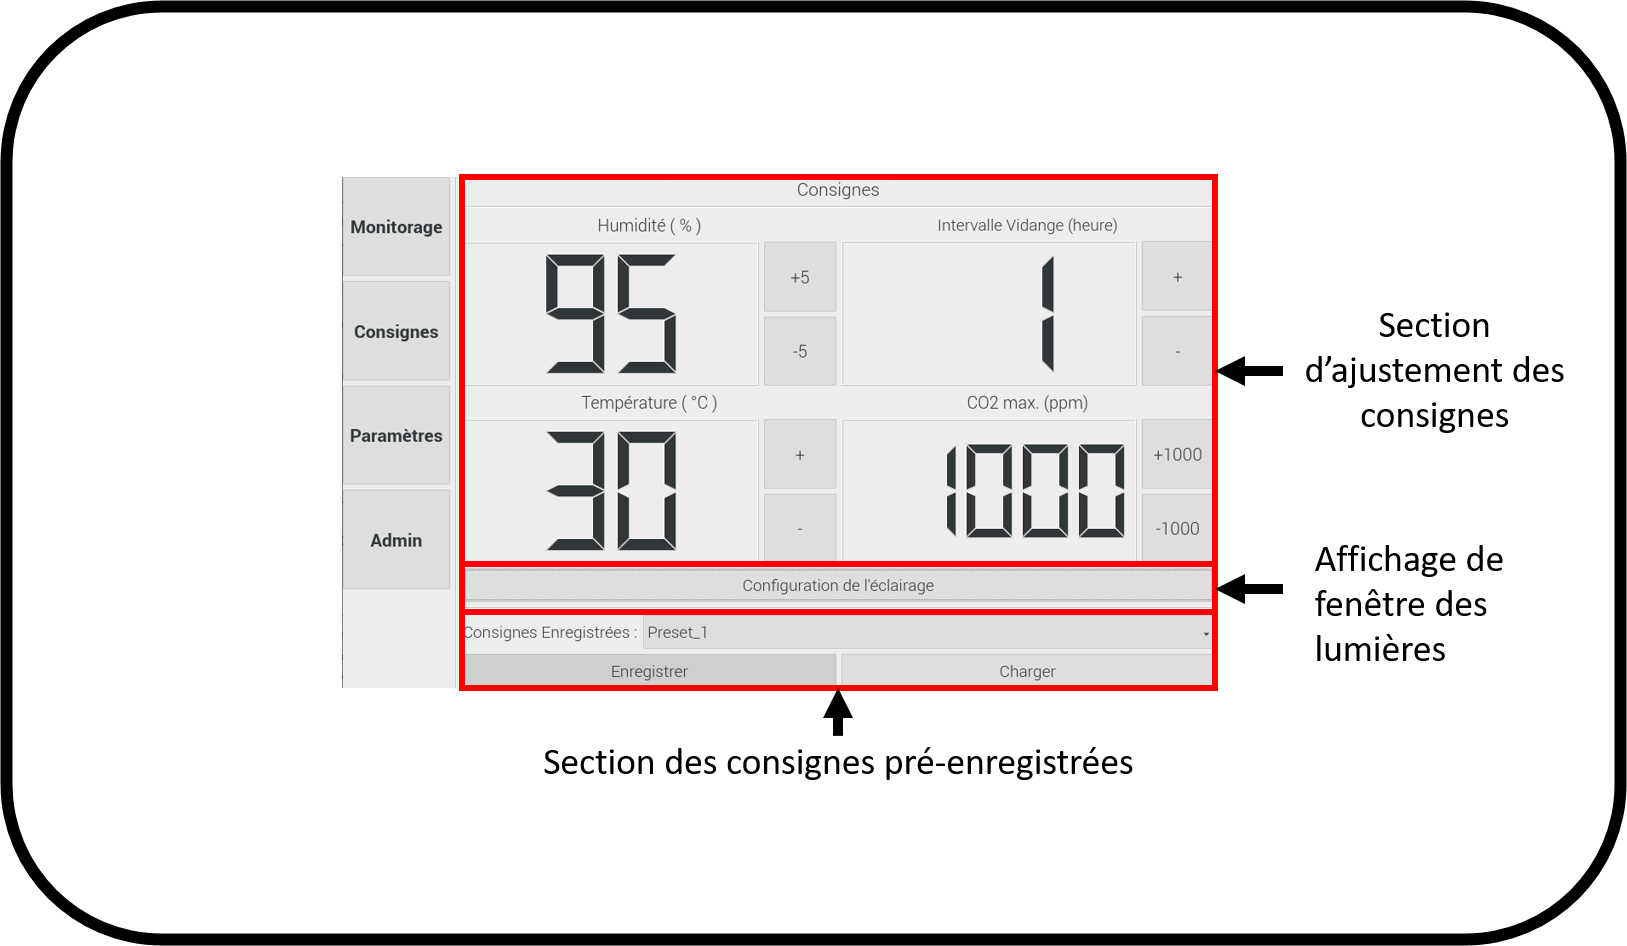 Monitorage
Consignes
Paramètres
Admin
Consignes
Humidité ( % )
95
+5
-5
Intervalle Vidange (heure)
1
+
-
Température ( °C )
30
+
-
CO2 max. (ppm)
1000
+1000
-1000
Configuration de l'éclairage
Consignes Enregistrées : Preset_1
Enregistrer
Charger
Section
d’ajustement des
consignes
Affichage de
fenêtre des
lumières
Section des consignes pré-enregistrées